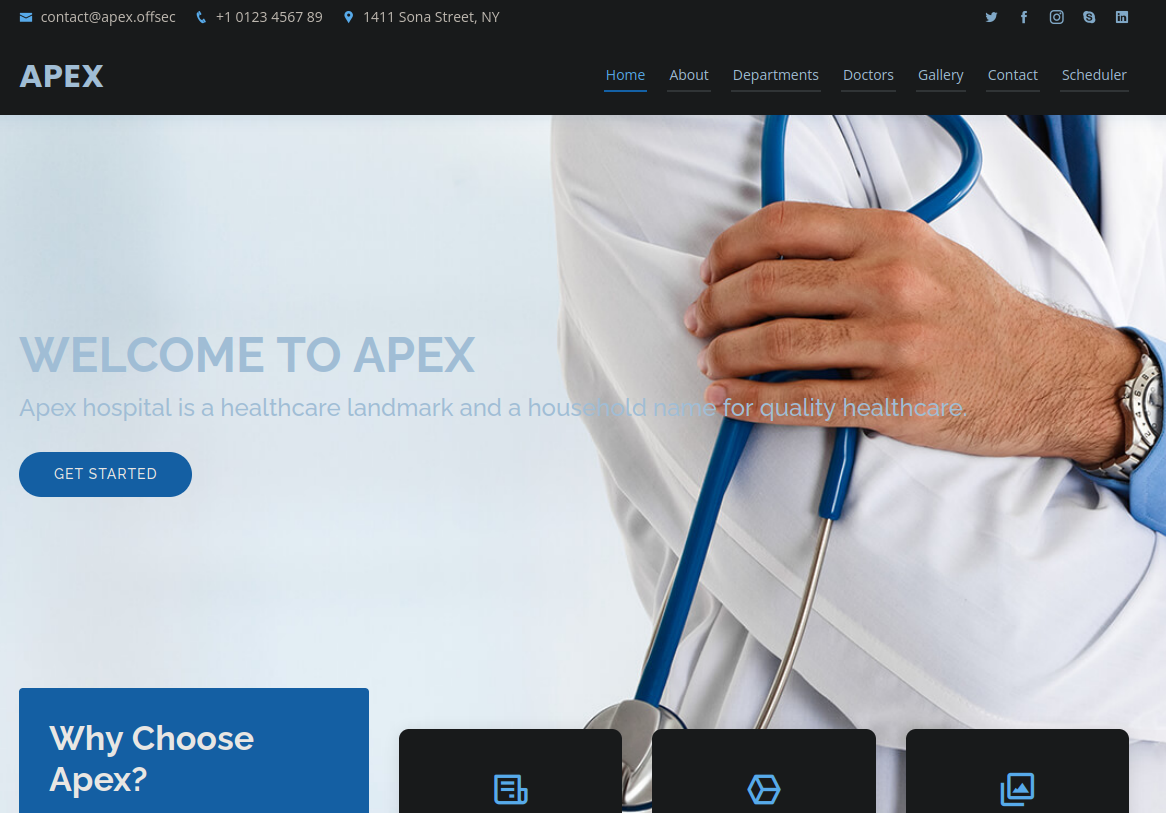 contact@apex.offsec +1 0123 4567 89 1411 Sona Street, NY
APEX
Home About Departments Doctors Gallery Contact Scheduler
WELCOME TO APEX
Apex hospital is a healthcare landmark and a household name for quality healthcare.
GET STARTED
Why Choose
Apex?